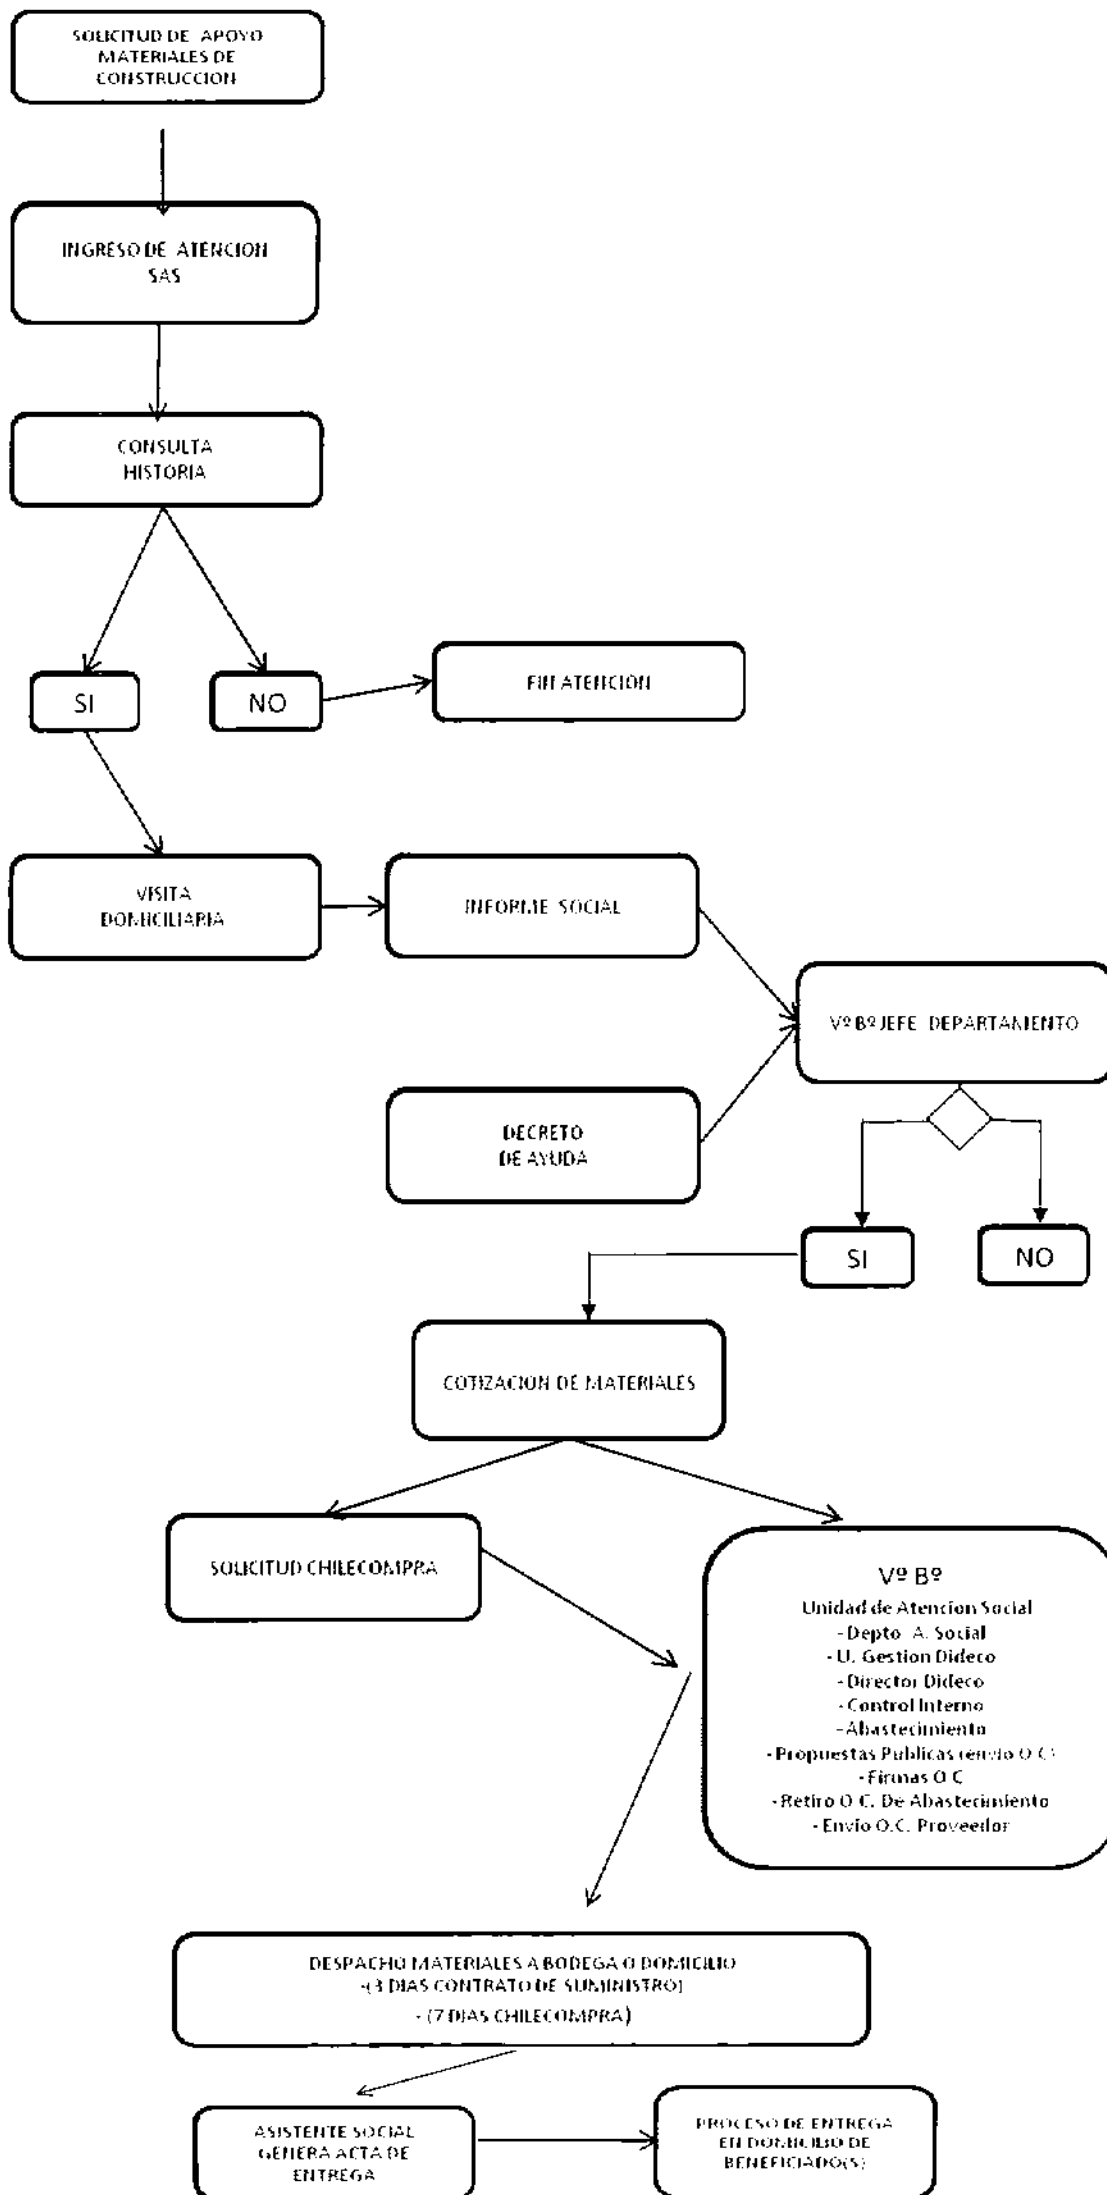 SOLICITUD DE APOYO
MATERIALES DE
CONSTRUCCION
INGRESO DE ATENCION
SAS
CONSULTA
HISTORIA
SI
NO
FIN ATENCION
VISITA
DOMICILIARIA
INFORME SOCIAL
Vº Bº JEFE DEPARTAMENTO
DECRETO
DE AYUDA
SI
NO
COTIZACION DE MATERIALES
SOLICITUD CHILECOMPRA
Vº Bº
Unidad de Atencion Social
- Depto A. Social
- U. Gestion Dideco
- Director Dideco
- Control Interno
- Abastecimiento
- Propuestas Publicas (envio O.C)
- Firmas O.C
- Retiro O.C. De Abastecimiento
- Envio O.C. Proveedor
DESPACHO MATERIALES A BODEGA O DOMICILIO
-(3 DIAS CONTRATO DE SUMINISTRO)
- (7 DIAS CHILECOMPRA)
ASISTENTE SOCIAL
GENERA ACTA DE
ENTREGA
PROCESO DE ENTREGA
EN DOMICILIO DE
BENEFICIADO(S)